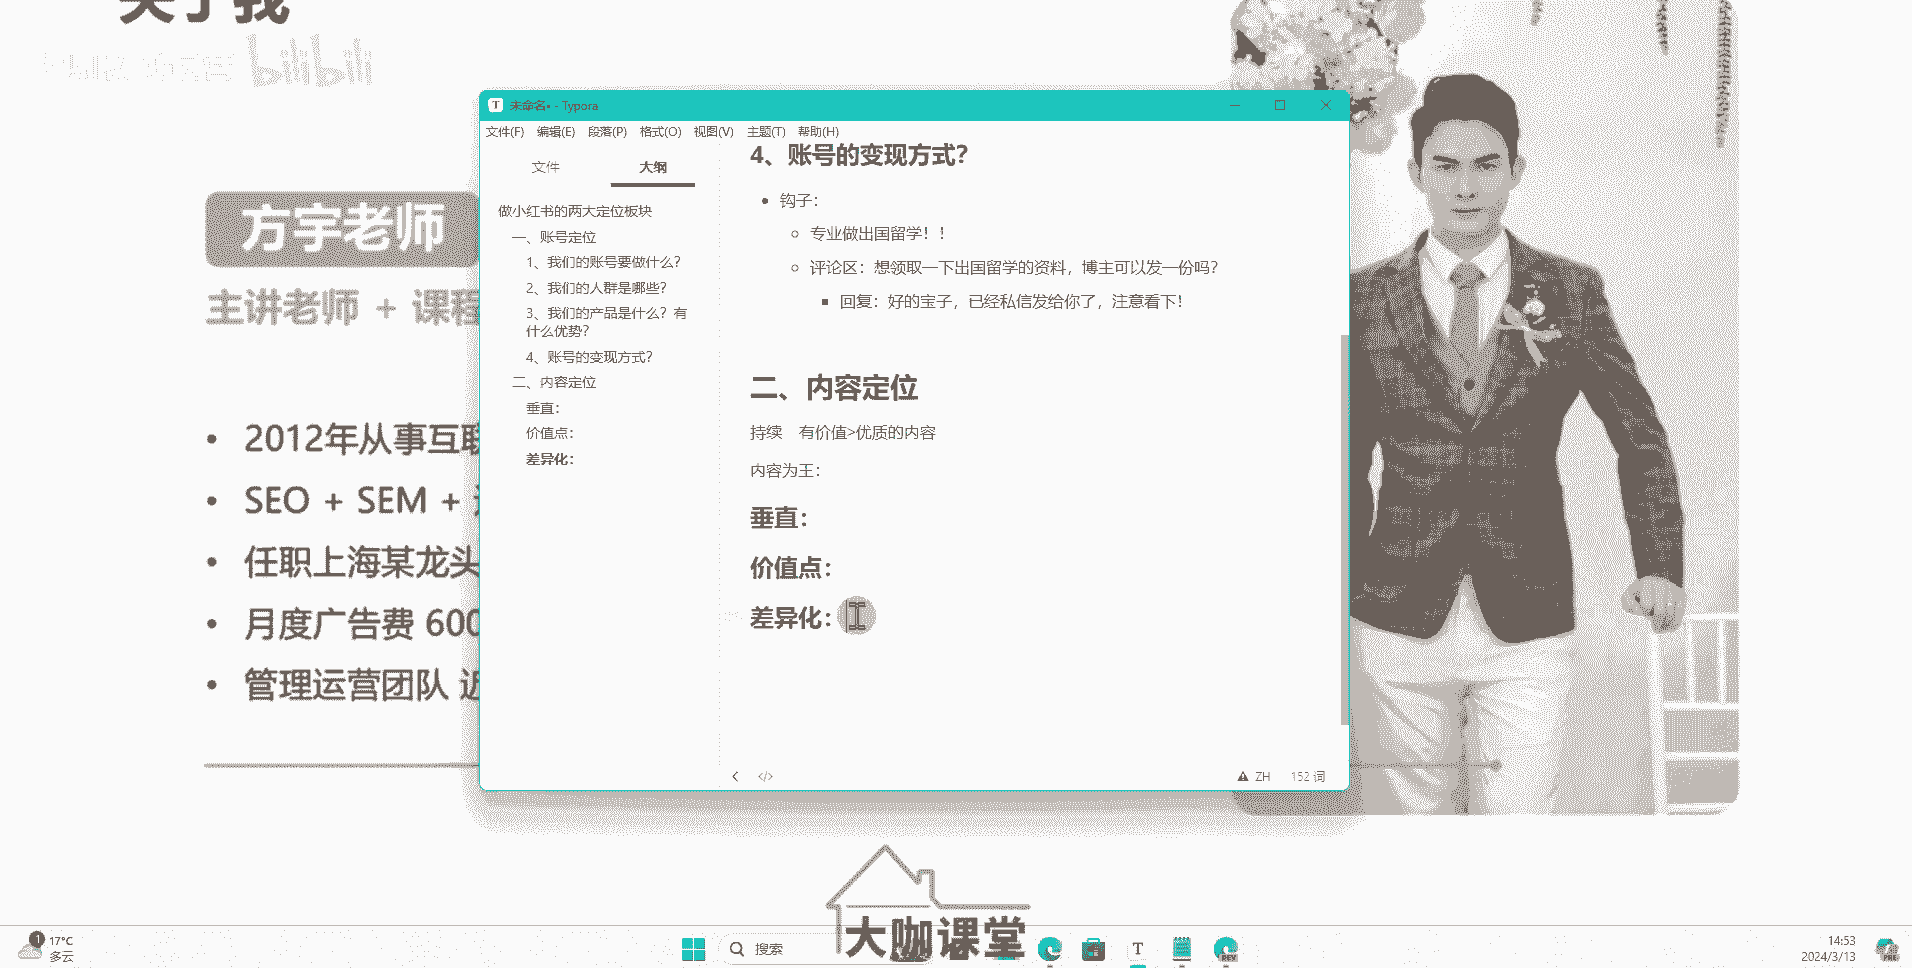 关于我
bilibili
方宇老师
主讲老师 + 课程
2012年从事互联
SEO + SEM +
任职上海某龙头
月度广告费 600
管理运营团队 近
未命名• - Typora
文件(F) 编辑(E) 段落(P) 格式(O) 视图(V) 主题(T) 帮助(H)
文件 大纲
做小红书的两大定位板块
一、账号定位
1、我们的账号要做什么？
2、我们的人群是哪些？
3、我们的产品是什么？有
什么优势？
4、账号的变现方式？
二、内容定位
垂直：
价值点：
差异化：
4、账号的变现方式？
钩子：
专业做出国留学！！
评论区：想领取一下出国留学的资料，博主可以发一份吗？
回复：好的宝子，已经私信发给你了，注意看下！
二、内容定位
持续 有价值>优质的内容
内容为王：
垂直：
价值点：
差异化：
ZH 152 词
大咖课堂
1
17°C
多云
搜索
T
DEV
14:53
2024/3/13
PRE